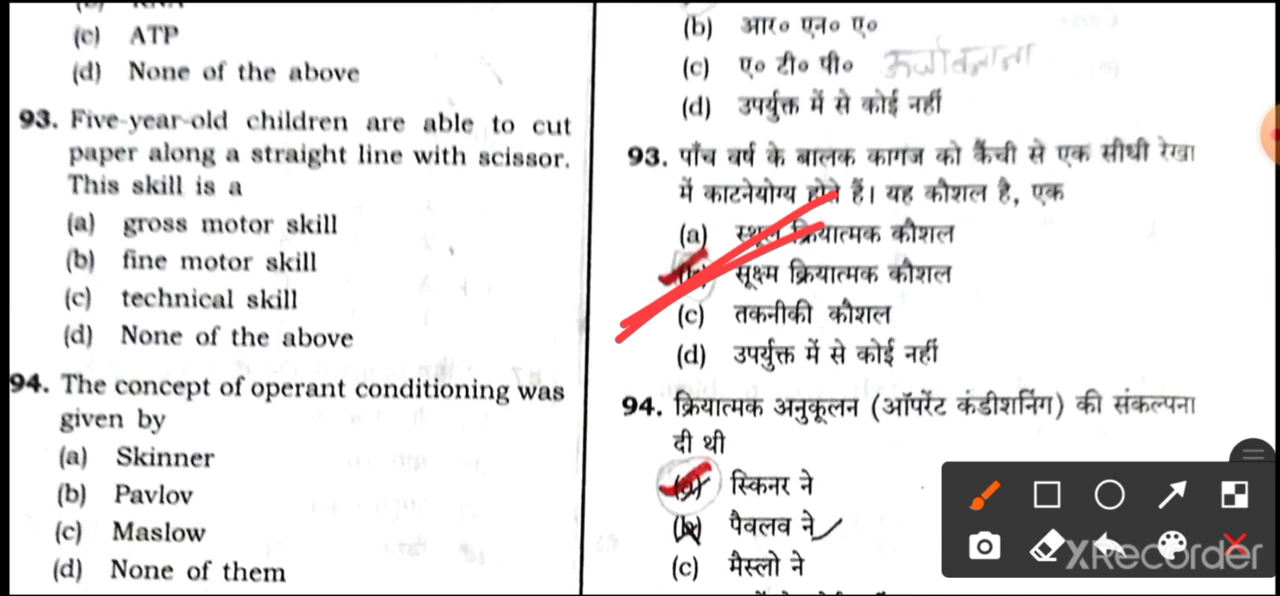 (c) ATP
(d) None of the above
93. Five-year-old children are able to cut
paper along a straight line with scissor.
This skill is a
(a) gross motor skill
(b) fine motor skill
(c) technical skill
(d) None of the above
94. The concept of operant conditioning was
given by
(a) Skinner
(b) Pavlov
(c) Maslow
(d) None of them
(b) आर० एन० ए०
(c) ए० टी० पी०
(d) उपर्युक्त में से कोई नहीं
93. पाँच वर्ष के बालक कागज को कैंची से एक सीधी रेखा
में काटनेयोग्य होते हैं। यह कौशल है, एक
(a) स्थूल क्रियात्मक कौशल
(b) सूक्ष्म क्रियात्मक कौशल
(c) तकनीकी कौशल
(d) उपर्युक्त में से कोई नहीं
94. क्रियात्मक अनुकूलन (ऑपरेंट कंडीशनिंग) की संकल्पना
दी थी
(a) स्किनर ने
(b) पैवलव ने
(c) मैस्लो ने
XRecorder